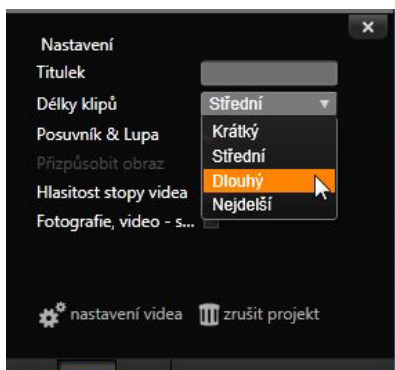 Nastavení
Titulek
Délky klipů Střední
Posuvník & Lupa Krátký
Přizpůsobit obraz Střední
Dlouhý
Hlasitost stopy videa Nejdelší
Fotografie, video - s...
nastavení videa zrušit projekt